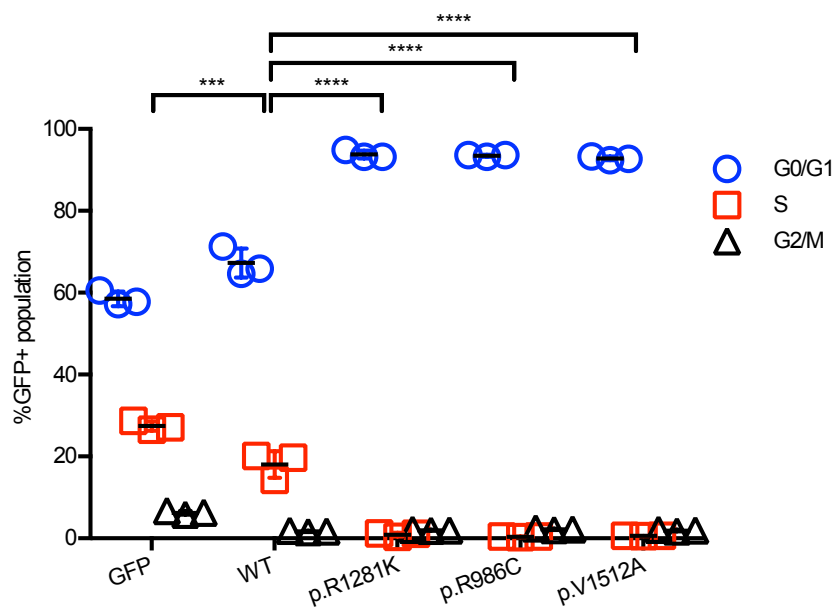 ****
****
*** ****
100
80
60
40
20
0
%GFP+ population
GFP WT p.R1281K p.R986C p.V1512A
G0/G1
S
G2/M